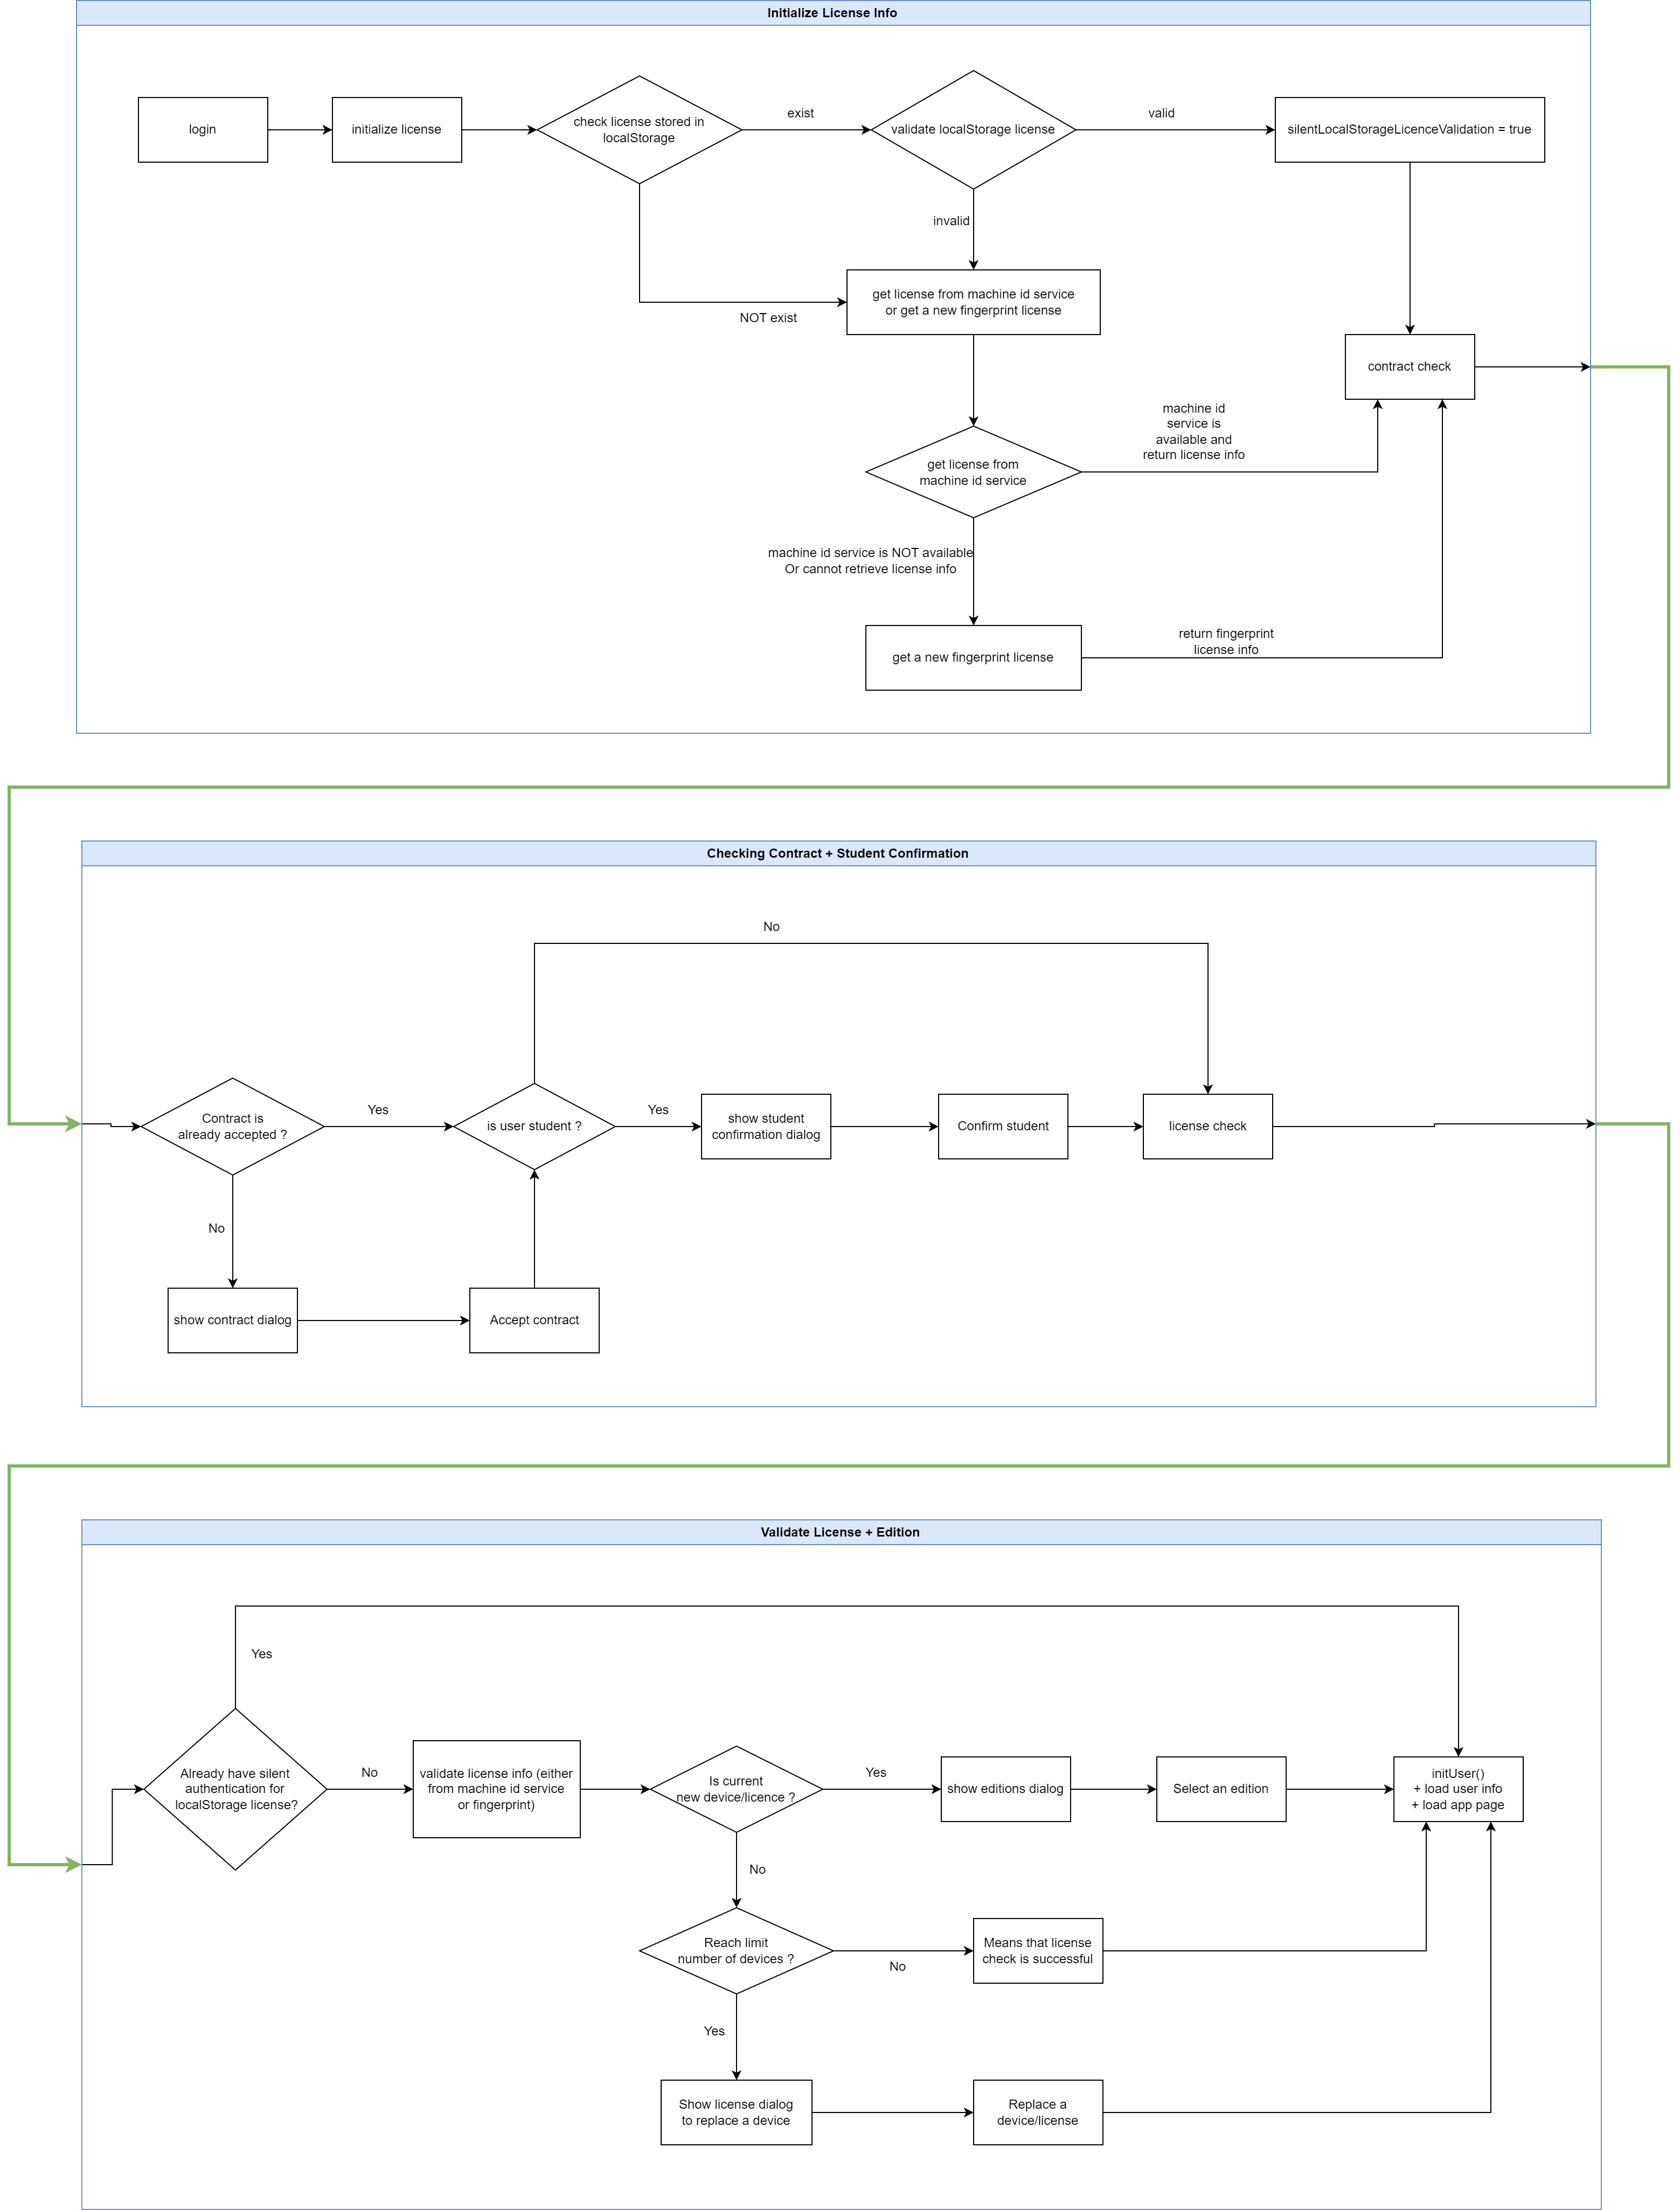 Initialize License Info
login
initialize license
check license stored in
localStorage
exist
validate localStorage license
valid
silentLocalStorageLicenceValidation = true
invalid
get license from machine id service
or get a new fingerprint license
NOT exist
contract check
machine id
service is
available and
return license info
get license from
machine id service
machine id service is NOT available
Or cannot retrieve license info
get a new fingerprint license
return fingerprint
license info
Checking Contract + Student Confirmation
No
Contract is
already accepted ?
Yes
is user student ?
Yes
show student
confirmation dialog
Confirm student
license check
No
show contract dialog
Accept contract
Validate License + Edition
Yes
Already have silent
authentication for
localStorage license?
No
validate license info (either
from machine id service
or fingerprint)
Is current
new device/licence ?
Yes
show editions dialog
Select an edition
initUser()
+ load user info
+ load app page
No
Reach limit
number of devices ?
No
Means that license
check is successful
Yes
Show license dialog
to replace a device
Replace a
device/license